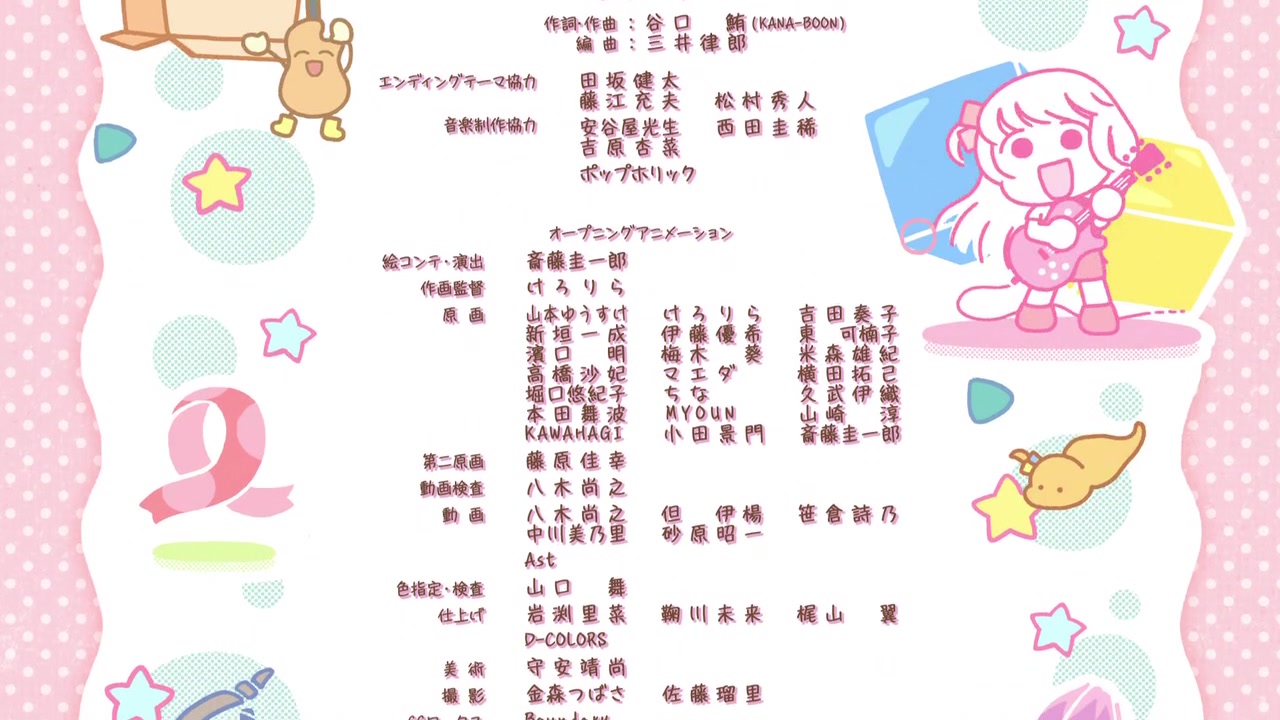 作詞・作曲：谷口 鮪(KANA-BOON)
編曲：三井律郎
エンディングテーマ協力 田坂健太
藤江充夫 松村秀人
音楽制作協力 安谷屋光生 西田圭稀
吉原杏菜
ポップホリック
オープニングアニメーション
絵コンテ・演出 斎藤圭一郎
作画監督 けろりら
原画 山本ゆうすけ けろりら 吉田奏子
新垣一成 伊藤優希 東 可楠子
濱口 明 梅木 葵 米森雄紀
高橋沙妃 マエダ 横田拓己
堀口悠紀子 ちな 久武伊織
本田舞波 MYOUN 山崎 淳
KAWAHAGI 小田景門 斎藤圭一郎
第二原画 藤原佳幸
動画検査 八木尚之
動画 八木尚之 但 伊楊 笹倉詩乃
中川美乃里 砂原昭一
Ast
色指定・検査 山口 舞
仕上げ 岩渕里菜 鞠川未来 梶山 翼
D-COLORS
美術 守安靖尚
撮影 金森つばさ 佐藤瑠里